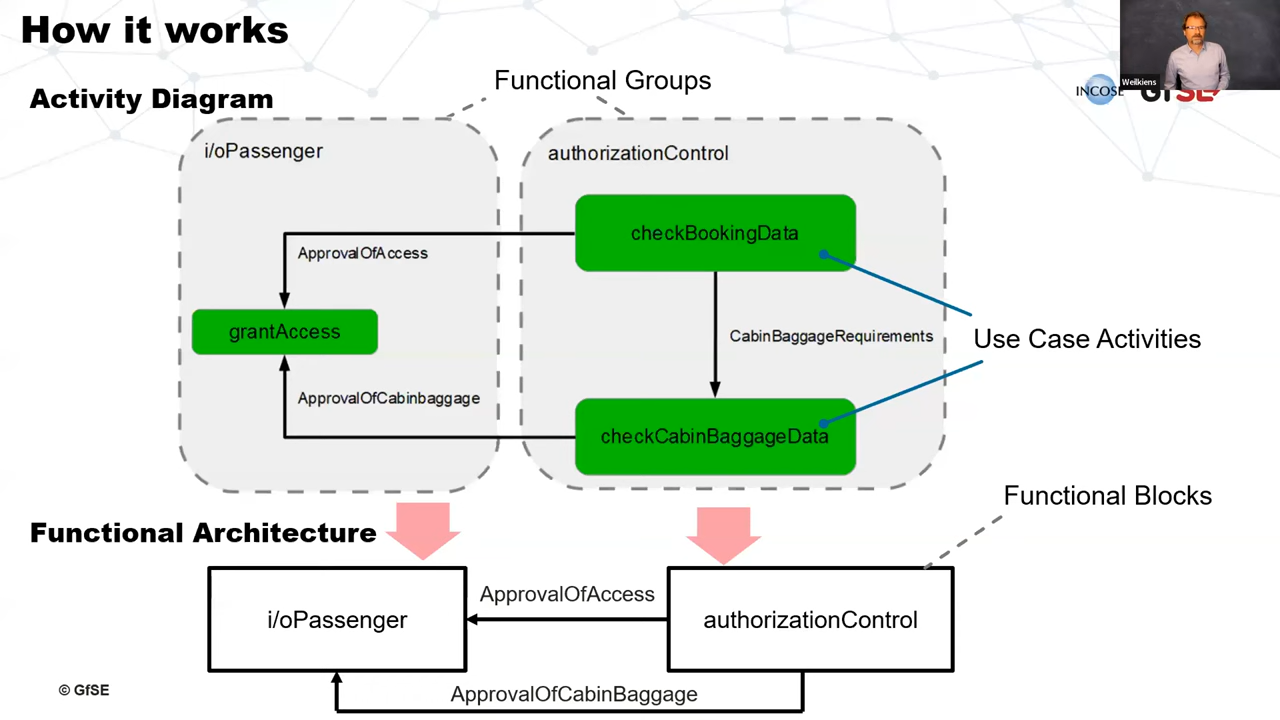 How it works
Activity Diagram
Functional Groups
Weilkiens
INCOSE
GfSE
i/oPassenger
authorizationControl
checkBookingData
ApprovalOfAccess
grantAccess
CabinBaggageRequirements
Use Case Activities
ApprovalOfCabinbaggage
checkCabinBaggageData
Functional Blocks
Functional Architecture
ApprovalOfAccess
i/oPassenger
authorizationControl
ApprovalOfCabinBaggage
© GfSE